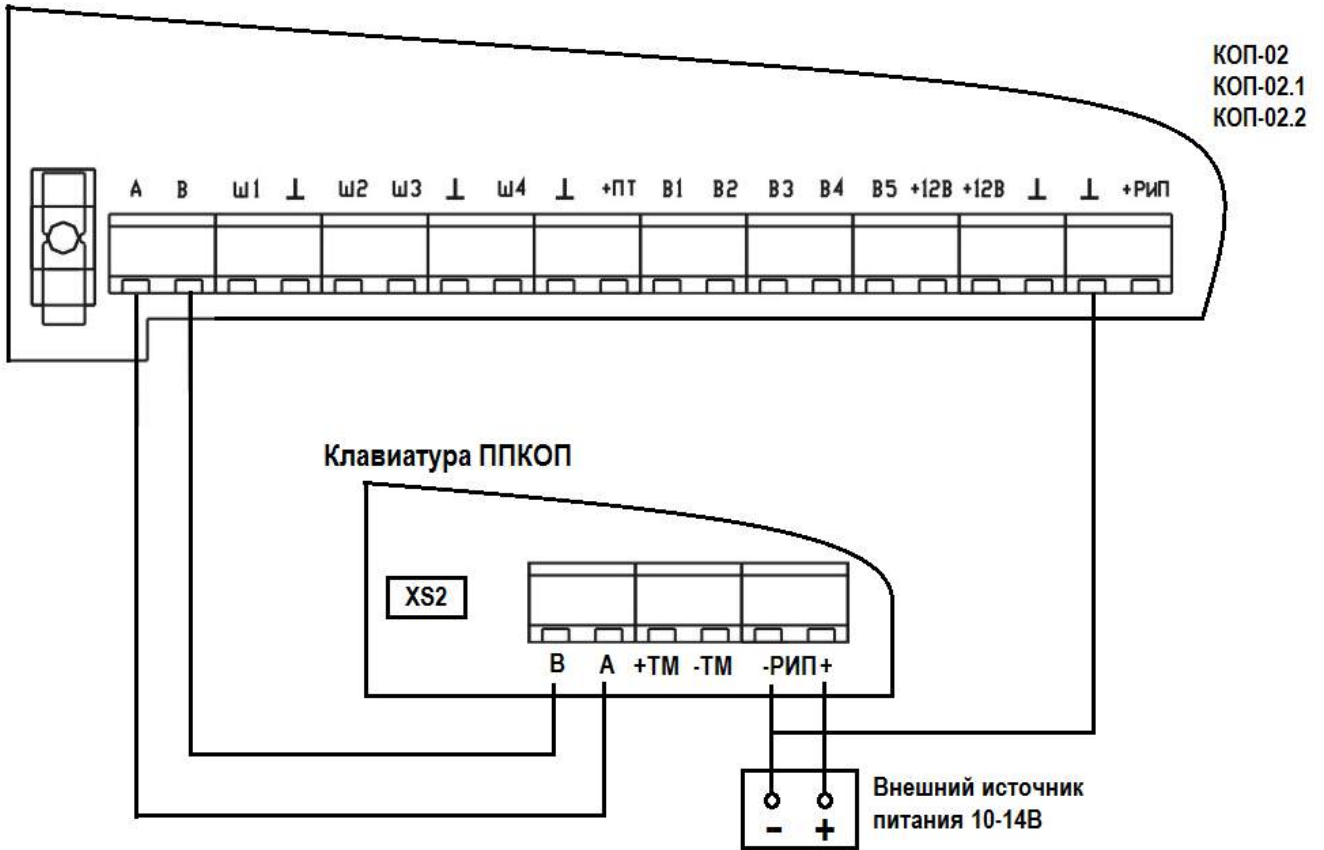 КОП-02
КОП-02.1
КОП-02.2
А В Ш1 ⊥ Ш2 Ш3 ⊥ Ш4 ⊥ +ПТ В1 В2 В3 В4 В5 +12В +12В ⊥ ⊥ +РИП
Клавиатура ППКОП
XS2
В А +ТМ -ТМ -РИП+
Внешний источник
питания 10-14В
- +